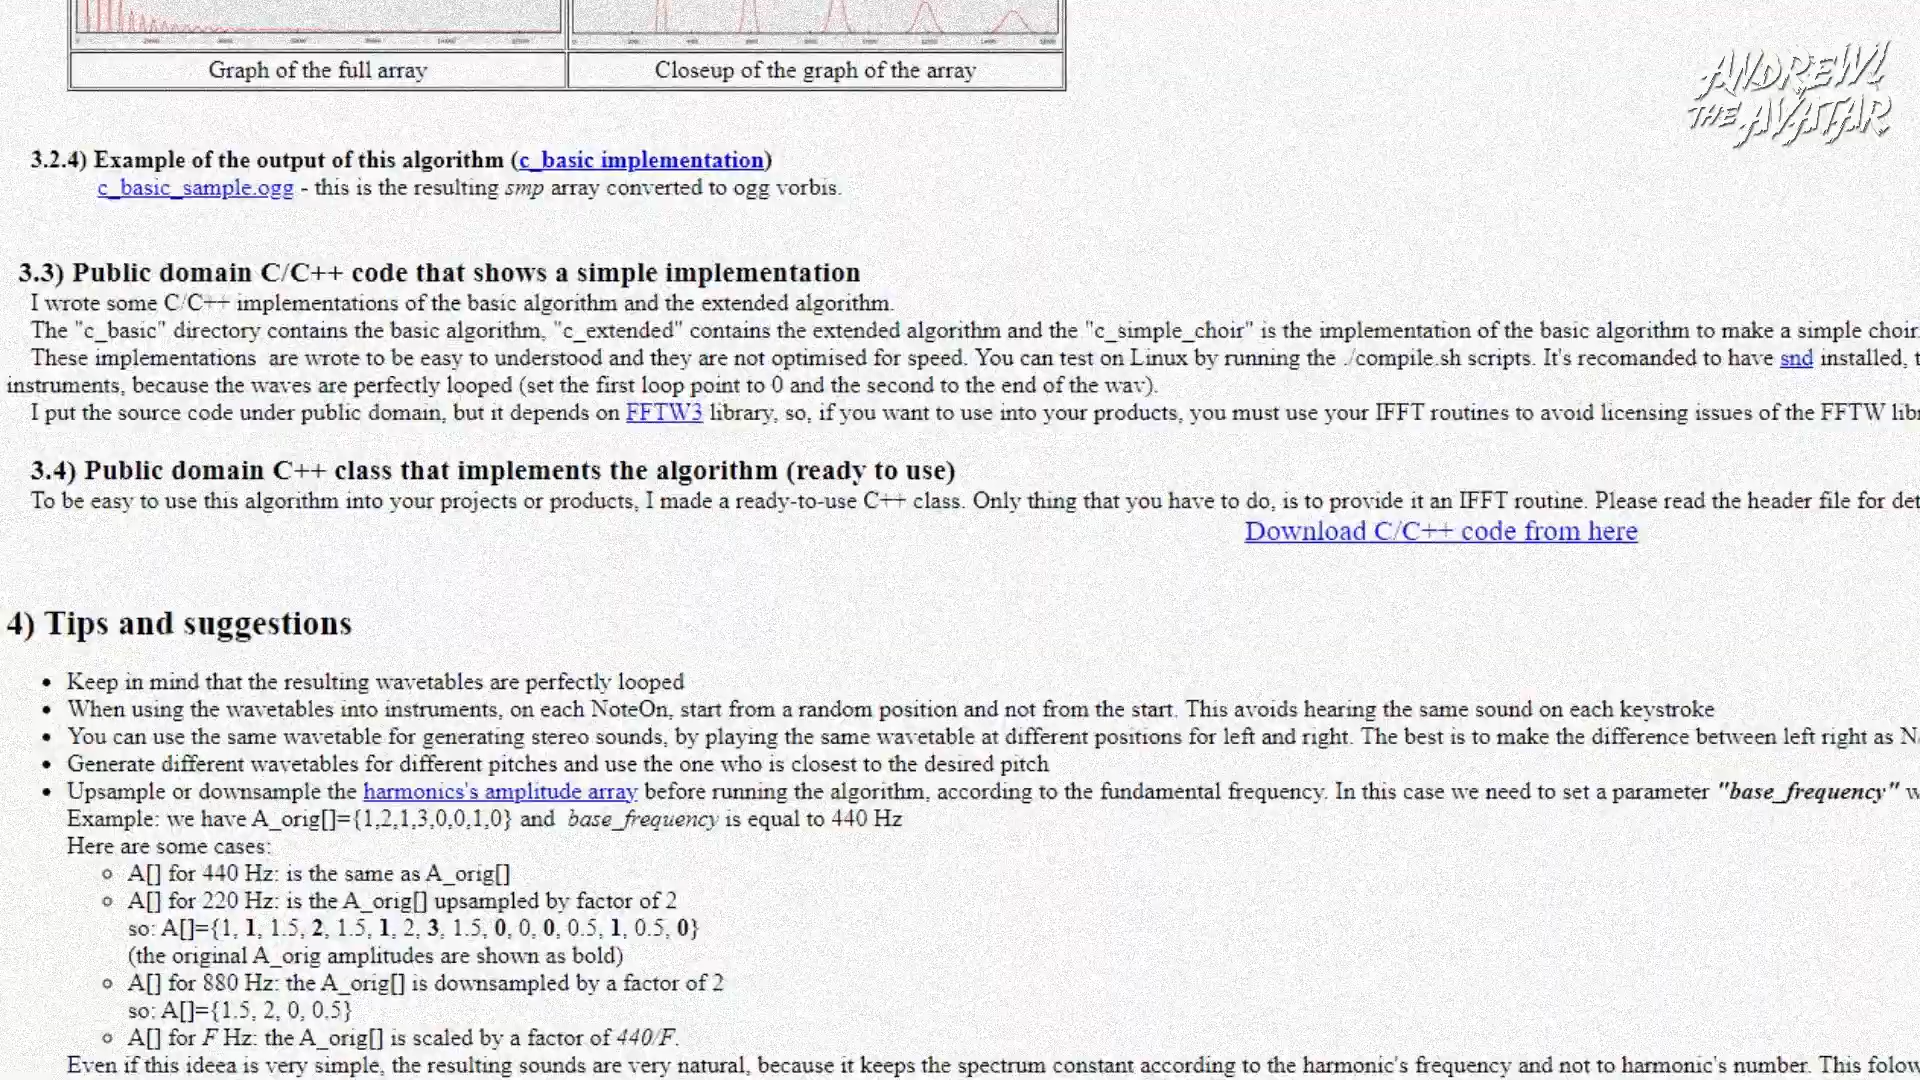 Graph of the full array
Closeup of the graph of the array
ANDREW!
THE AVATAR
3.2.4) Example of the output of this algorithm (c_basic implementation)
c_basic_sample.ogg - this is the resulting smp array converted to ogg vorbis.
3.3) Public domain C/C++ code that shows a simple implementation
I wrote some C/C++ implementations of the basic algorithm and the extended algorithm.
The "c_basic" directory contains the basic algorithm, "c_extended" contains the extended algorithm and the "c_simple_choir" is the implementation of the basic algorithm to make a simple choir
These implementations are wrote to be easy to understood and they are not optimised for speed. You can test on Linux by running the ./compile.sh scripts. It's recomanded to have snd installed,
instruments, because the waves are perfectly looped (set the first loop point to 0 and the second to the end of the wav).
I put the source code under public domain, but it depends on FFTW3 library, so, if you want to use into your products, you must use your IFFT routines to avoid licensing issues of the FFTW
3.4) Public domain C++ class that implements the algorithm (ready to use)
To be easy to use this algorithm into your projects or products, I made a ready-to-use C++ class. Only thing that you have to do, is to provide it an IFFT routine. Please read the header file for
Download C/C++ code from here
4) Tips and suggestions
• Keep in mind that the resulting wavetables are perfectly looped
• When using the wavetables into instruments, on each NoteOn, start from a random position and not from the start. This avoids hearing the same sound on each keystroke
• You can use the same wavetable for generating stereo sounds, by playing the same wavetable at different positions for left and right. The best is to make the difference between left right as
• Generate different wavetables for different pitches and use the one who is closest to the desired pitch
• Upsample or downsample the harmonics's amplitude array before running the algorithm, according to the fundamental frequency. In this case we need to set a parameter "base_frequency"
Example: we have A_orig[]={1,2,1,3,0,0,1,0} and base_frequency is equal to 440 Hz
Here are some cases:
○ A[] for 440 Hz: is the same as A_orig[]
○ A[] for 220 Hz: is the A_orig[] upsampled by factor of 2
so: A[]={1, 1, 1.5, 2, 1.5, 1, 2, 3, 1.5, 0, 0, 0, 0.5, 1, 0.5, 0}
(the original A_orig amplitudes are shown as bold)
○ A[] for 880 Hz: the A_orig[] is downsampled by a factor of 2
so: A[]={1.5, 2, 0, 0.5}
○ A[] for F Hz: the A_orig[] is scaled by a factor of 440/F.
Even if this ideea is very simple, the resulting sounds are very natural, because it keeps the spectrum constant according to the harmonic's frequency and not to harmonic's number. This